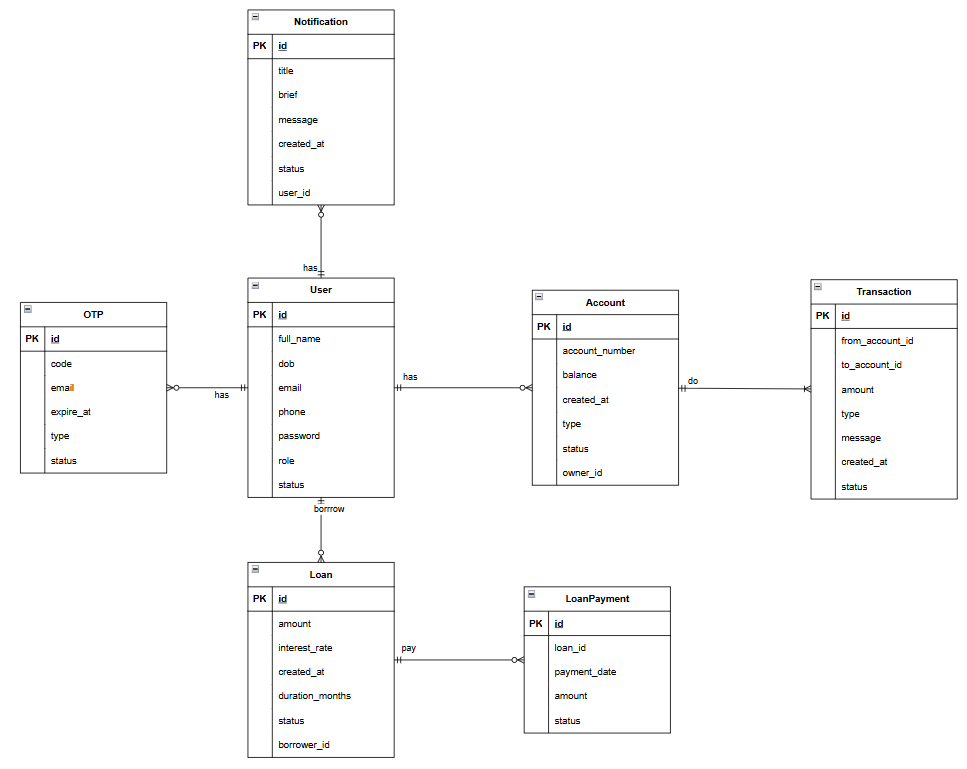 Notification
PK id
title
brief
message
created_at
status
user_id
has
User
PK id
full_name
dob
email
phone
password
role
status
OTP
PK id
code
email
expire_at
type
status
has
has
Account
PK id
account_number
balance
created_at
type
status
owner_id
do
Transaction
PK id
from_account_id
to_account_id
amount
type
message
created_at
status
borrrow
Loan
PK id
amount
interest_rate
created_at
duration_months
status
borrower_id
pay
LoanPayment
PK id
loan_id
payment_date
amount
status